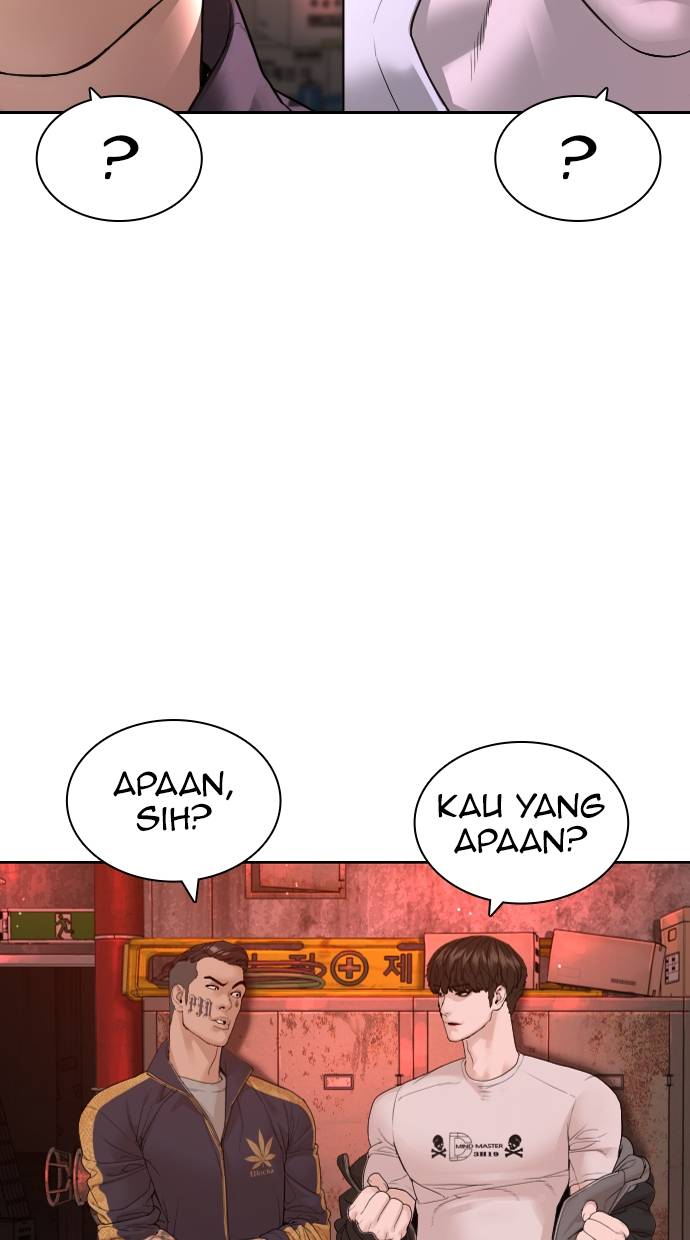 ?
?
APAAN,
SIH?
KAU YANG
APAAN?
제
MIND MASTER
3H19